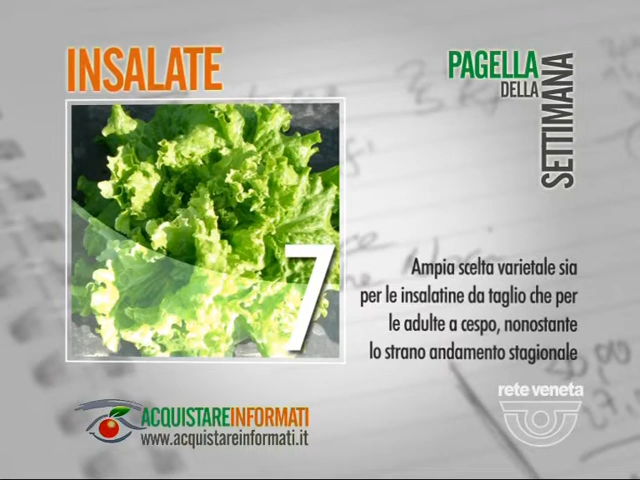 INSALATE
PAGELLA
DELLA
SETTIMANA
7
Ampia scelta varietale sia
per le insalatine da taglio che per
le adulte a cespo, nonostante
lo strano andamento stagionale
rete veneta
ACQUISTAREINFORMATI
www.acquistareinformati.it